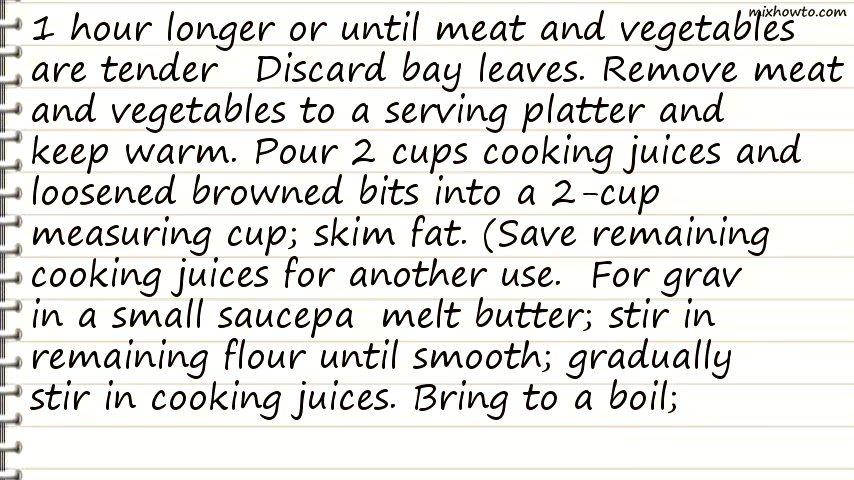 mixhowto.com
1 hour longer or until meat and vegetables
are tender   Discard bay leaves. Remove meat
and vegetables to a serving platter and
keep warm. Pour 2 cups cooking juices and
loosened browned bits into a 2-cup
measuring cup; skim fat. (Save remaining
cooking juices for another use.  For grav
in a small saucepa  melt butter; stir in
remaining flour until smooth; gradually
stir in cooking juices. Bring to a boil;